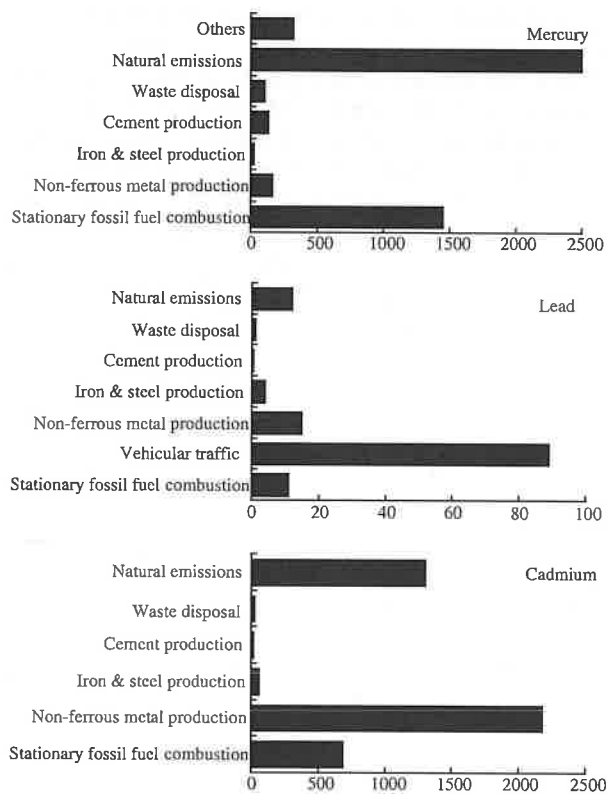 Mercury
Others
Natural emissions
Waste disposal
Cement production
Iron & steel production
Non-ferrous metal production
Stationary fossil fuel combustion
0 500 1000 1500 2000 2500
Lead
Natural emissions
Waste disposal
Cement production
Iron & steel production
Non-ferrous metal production
Vehicular traffic
Stationary fossil fuel combustion
0 20 40 60 80 100
Cadmium
Natural emissions
Waste disposal
Cement production
Iron & steel production
Non-ferrous metal production
Stationary fossil fuel combustion
0 500 1000 1500 2000 2500